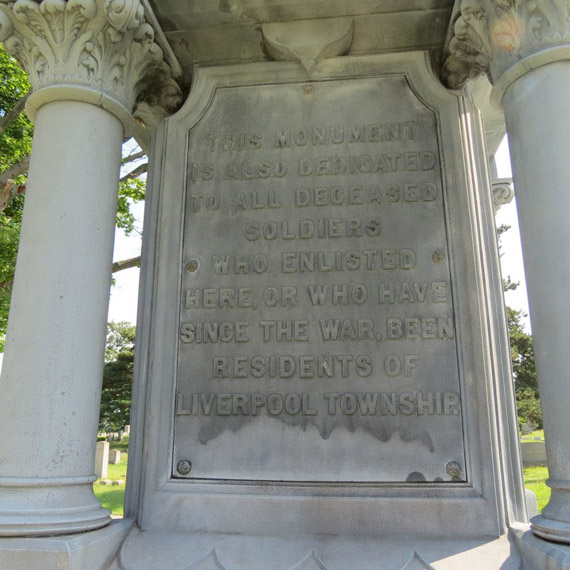 THIS MONUMENT
IS ALSO DEDICATED
TO ALL DECEASED
SOLDIERS
WHO ENLISTED
HERE, OR WHO HAVE
SINCE THE WAR, BEEN
RESIDENTS OF
LIVERPOOL TOWNSHIP.